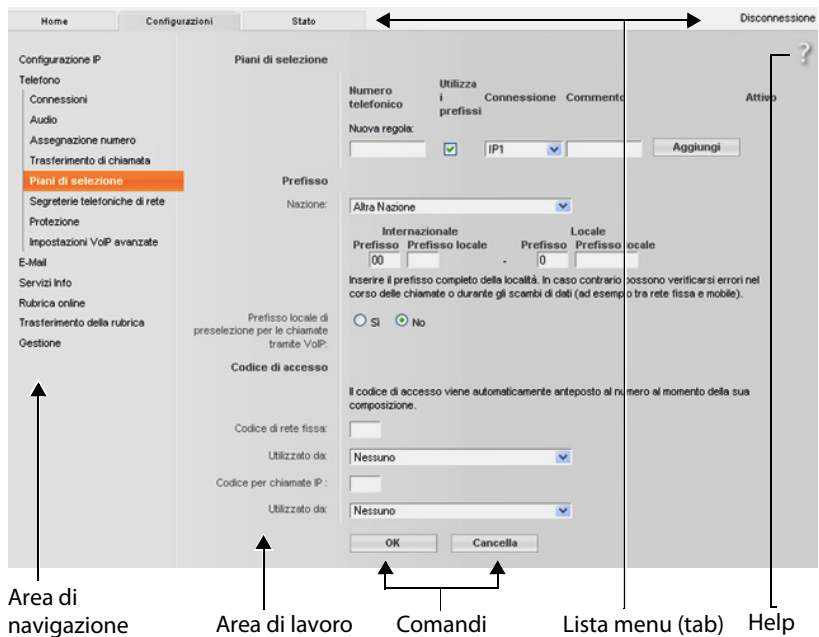 Home Configurazioni Stato Disconnessione
?
Configurazione IP
Telefono
Connessioni
Audio
Assegnazione numero
Trasferimento di chiamata
Piani di selezione
Segreterie telefoniche di rete
Protezione
Impostazioni VoIP avanzate
E-Mail
Servizi Info
Rubrica online
Trasferimento della rubrica
Gestione
Piani di selezione
Numero telefonico
Utilizza i prefissi
Connessione
Commento
Attivo
Nuova regola:
IP1
Aggiungi
Prefisso
Nazione: Altra Nazione
Internazionale Locale
Prefisso Prefisso locale Prefisso Prefisso locale
00 - 0
Inserire il prefisso completo della località. In caso contrario possono verificarsi errori nel
corso delle chiamate o durante gli scambi di dati (ad esempio tra rete fissa e mobile).
Prefisso locale di
preselezione per le chiamate
tramite VoIP:
Sì No
Codice di accesso
Il codice di accesso viene automaticamente anteposto al numero al momento della sua
composizione.
Codice di rete fissa:
Utilizzato da: Nessuno
Codice per chiamate IP :
Utilizzato da: Nessuno
OK Cancella
Area di
navigazione
Area di lavoro
Comandi
Lista menu (tab)
Help